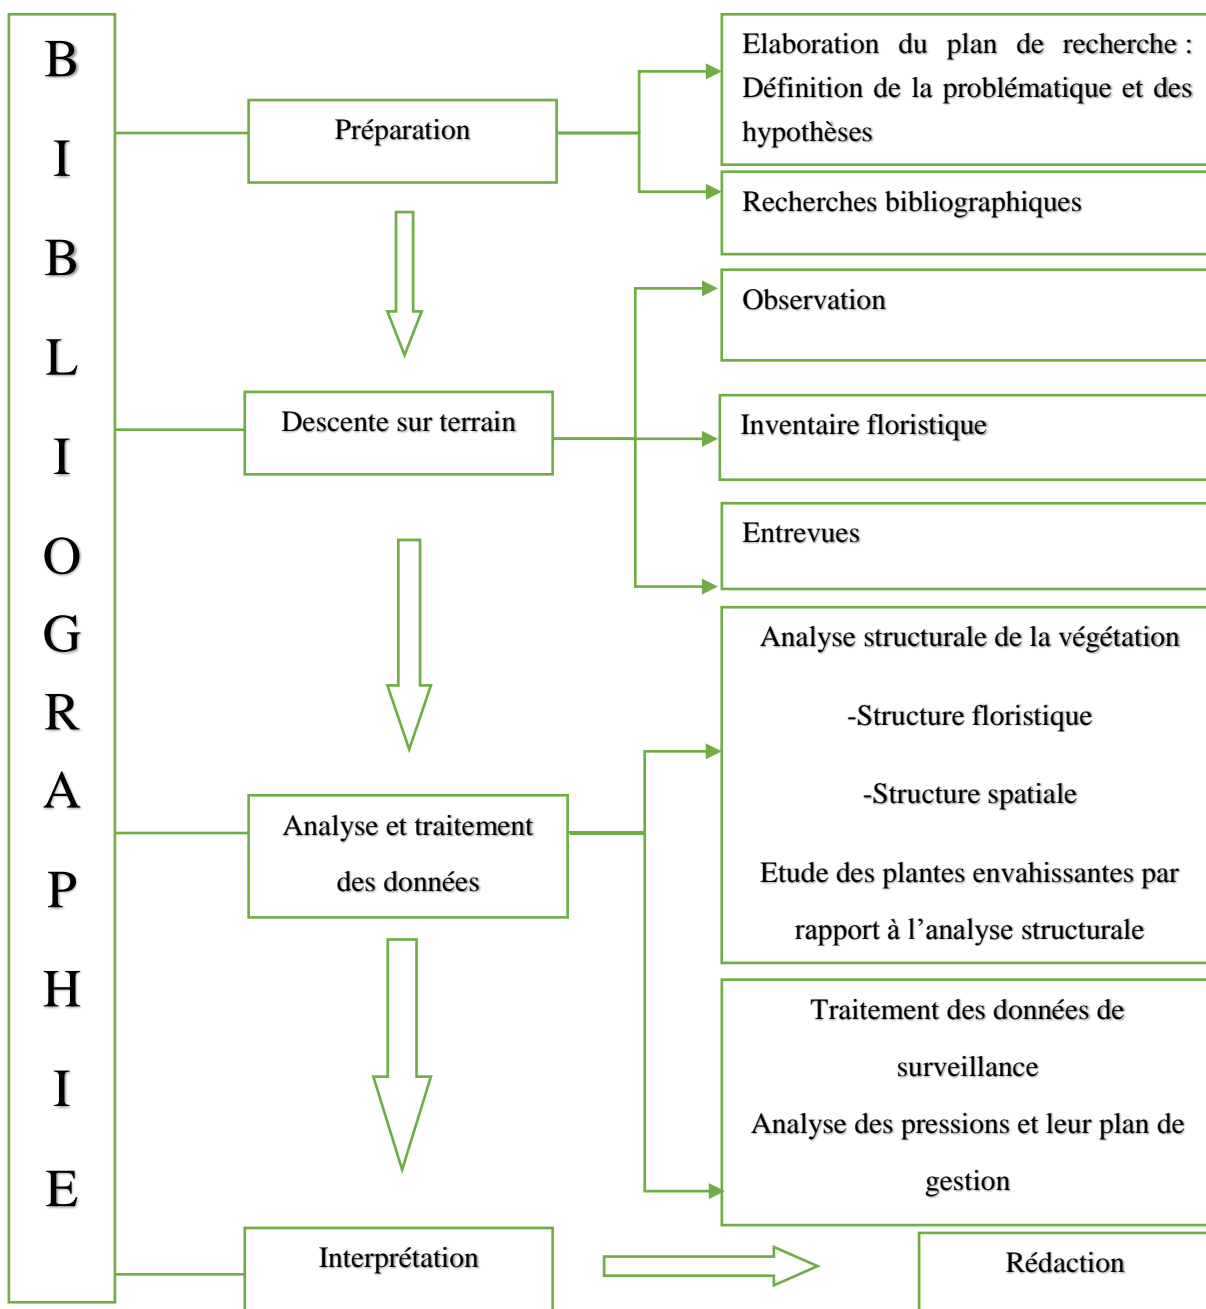 B
I
B
L
I
O
G
R
A
P
H
I
E
Préparation
Elaboration du plan de recherche :
Définition de la problématique et des
hypothèses
Recherches bibliographiques
Descente sur terrain
Observation
Inventaire floristique
Entrevues
Analyse et traitement
des données
Analyse structurale de la végétation
-Structure floristique
-Structure spatiale
Etude des plantes envahissantes par
rapport à l’analyse structurale
Traitement des données de
surveillance
Analyse des pressions et leur plan de
gestion
Interprétation
Rédaction